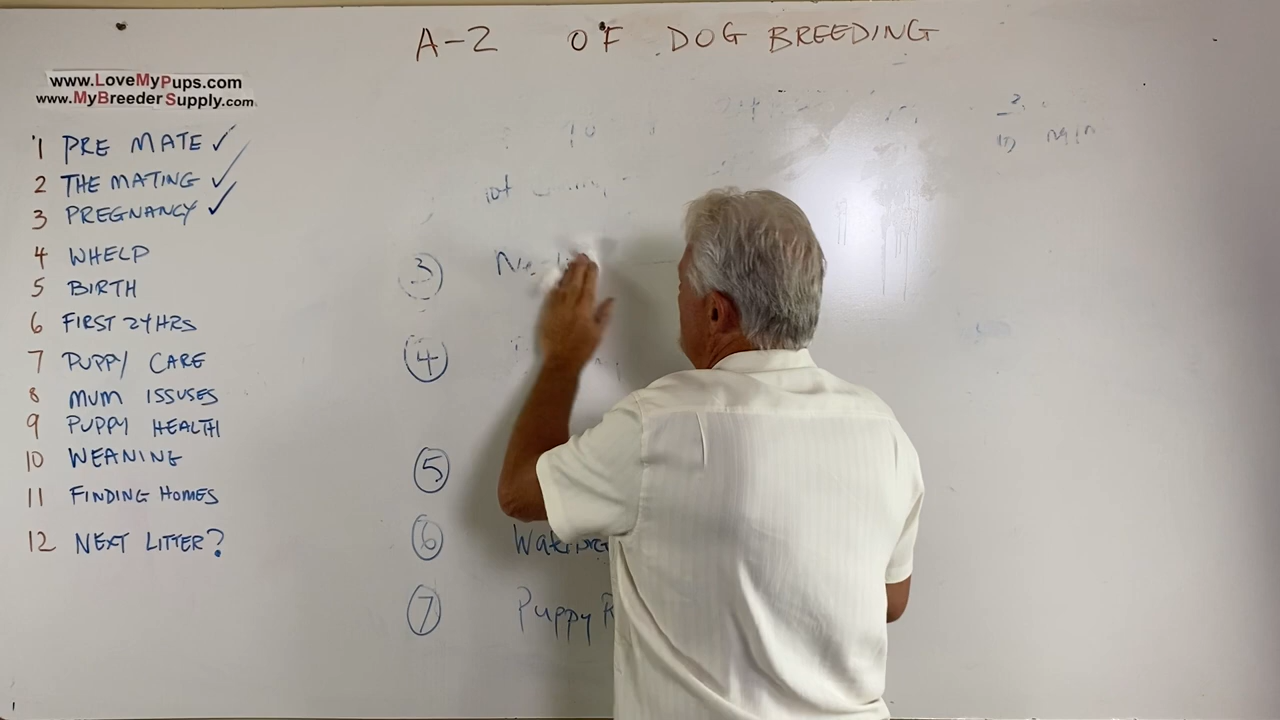 A-Z OF DOG BREEDING
www.LoveMyPups.com
www.MyBreederSupply.com
1 PRE MATE ✓
2 THE MATING ✓
3 PREGNANCY ✓
4 WHELP
5 BIRTH
6 FIRST 24HRS
7 PUPPY CARE
8 MUM ISSUSES
9 PUPPY HEALTH
10 WEANING
11 FINDING HOMES
12 NEXT LITTER?
3
4
5
6
7 Puppy